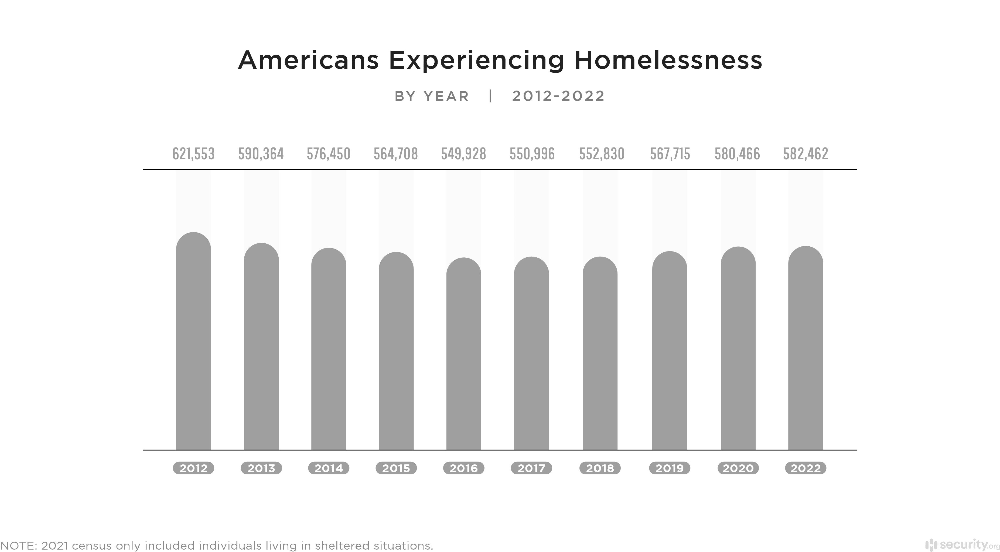 Americans Experiencing Homelessness
BY YEAR | 2012-2022
621,553 590,364 576,450 564,708 549,928 550,996 552,830 567,715 580,466 582,462
2012 2013 2014 2015 2016 2017 2018 2019 2020 2022
NOTE: 2021 census only included individuals living in sheltered situations.
security.org